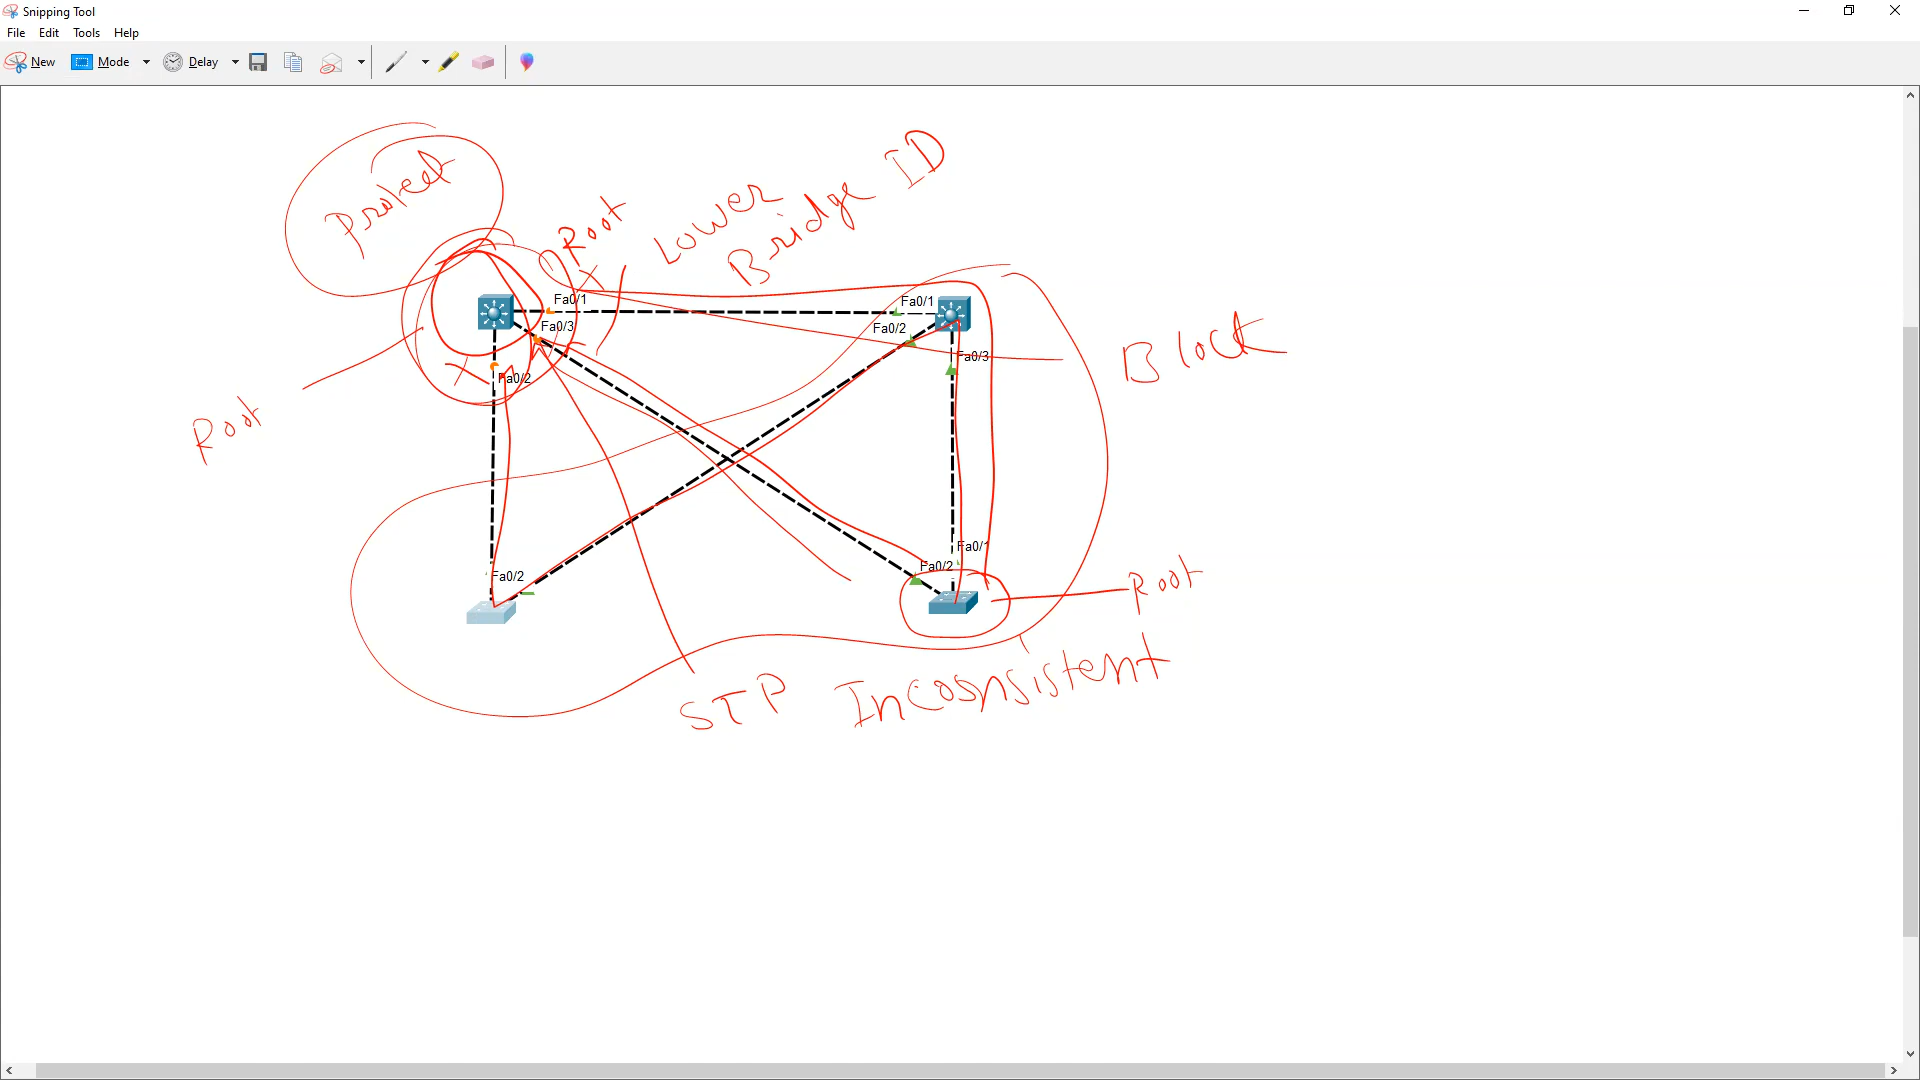 Snipping Tool
File Edit Tools Help
New Mode Delay
Protect
Root
Lower
Bridge ID
Fa0/1
Fa0/1
Fa0/3
Fa0/2
Fa0/3
Block
Fa0/2
Root
Fa0/1
Fa0/2
Fa0/2
Root
STP Incosnsistent